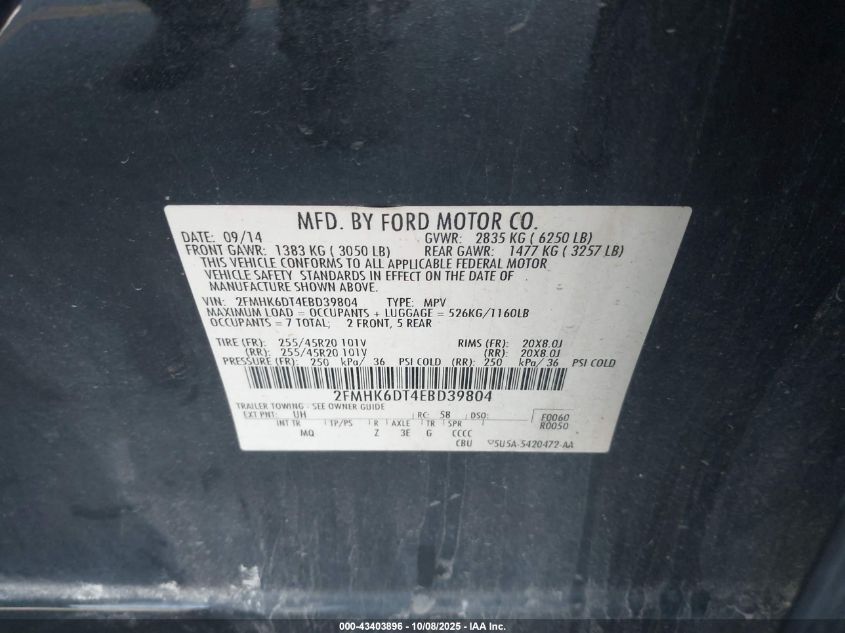 MFD. BY FORD MOTOR CO.
DATE: 09/14 GVWR: 2835 KG ( 6250 LB)
FRONT GAWR: 1383 KG ( 3050 LB) REAR GAWR: 1477 KG ( 3257 LB)
THIS VEHICLE CONFORMS TO ALL APPLICABLE FEDERAL MOTOR
VEHICLE SAFETY STANDARDS IN EFFECT ON THE DATE OF
MANUFACTURE SHOWN ABOVE.
VIN: 2FMHK6DT4EBD39804 TYPE: MPV
MAXIMUM LOAD = OCCUPANTS + LUGGAGE = 526KG/1160LB
OCCUPANTS = 7 TOTAL; 2 FRONT, 5 REAR
TIRE (FR): 255/45R20 101V RIMS (FR): 20X8.0J
(RR): 255/45R20 101V (RR): 20X8.0J
PRESSURE (FR): 250 kPa/ 36 PSI COLD (RR): 250 kPa/ 36 PSI COLD
2FMHK6DT4EBD39804
TRAILER TOWING - SEE OWNER GUIDE
EXT PNT: UH RC: 58 DSO: F0060
INT TR TP/PS R AXLE TR SPR R0050
MQ Z 3E G CCCC
CBU 5U5A-5420472-AA
000-43403896 - 10/08/2025 - IAA Inc.